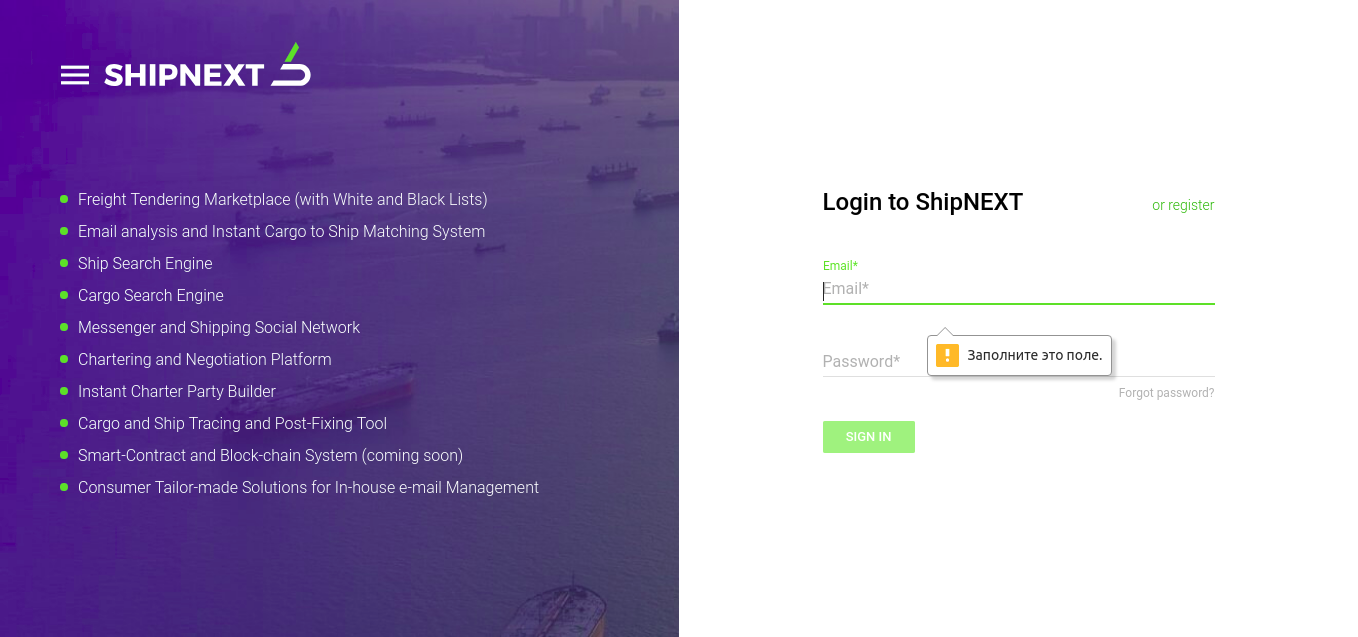 SHIPNEXT
Freight Tendering Marketplace (with White and Black Lists)
Email analysis and Instant Cargo to Ship Matching System
Ship Search Engine
Cargo Search Engine
Messenger and Shipping Social Network
Chartering and Negotiation Platform
Instant Charter Party Builder
Cargo and Ship Tracing and Post-Fixing Tool
Smart-Contract and Block-chain System (coming soon)
Consumer Tailor-made Solutions for In-house e-mail Management
Login to ShipNEXT
or register
Email*
Email*
Заполните это поле.
Password*
Forgot password?
SIGN IN